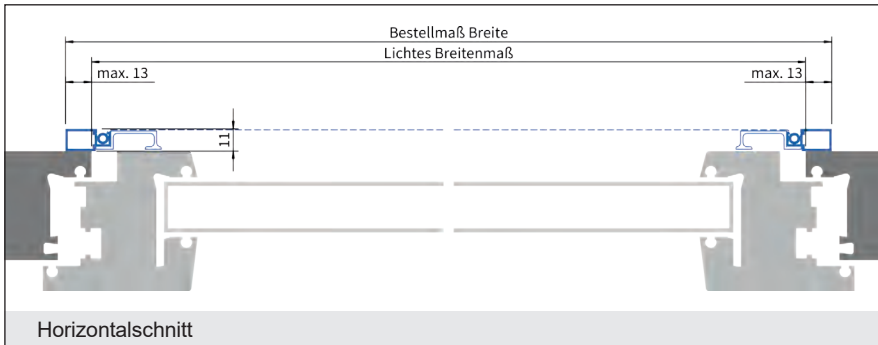 Bestellmaß Breite
Lichtes Breitenmaß
max. 13
max. 13
11
Horizontalschnitt